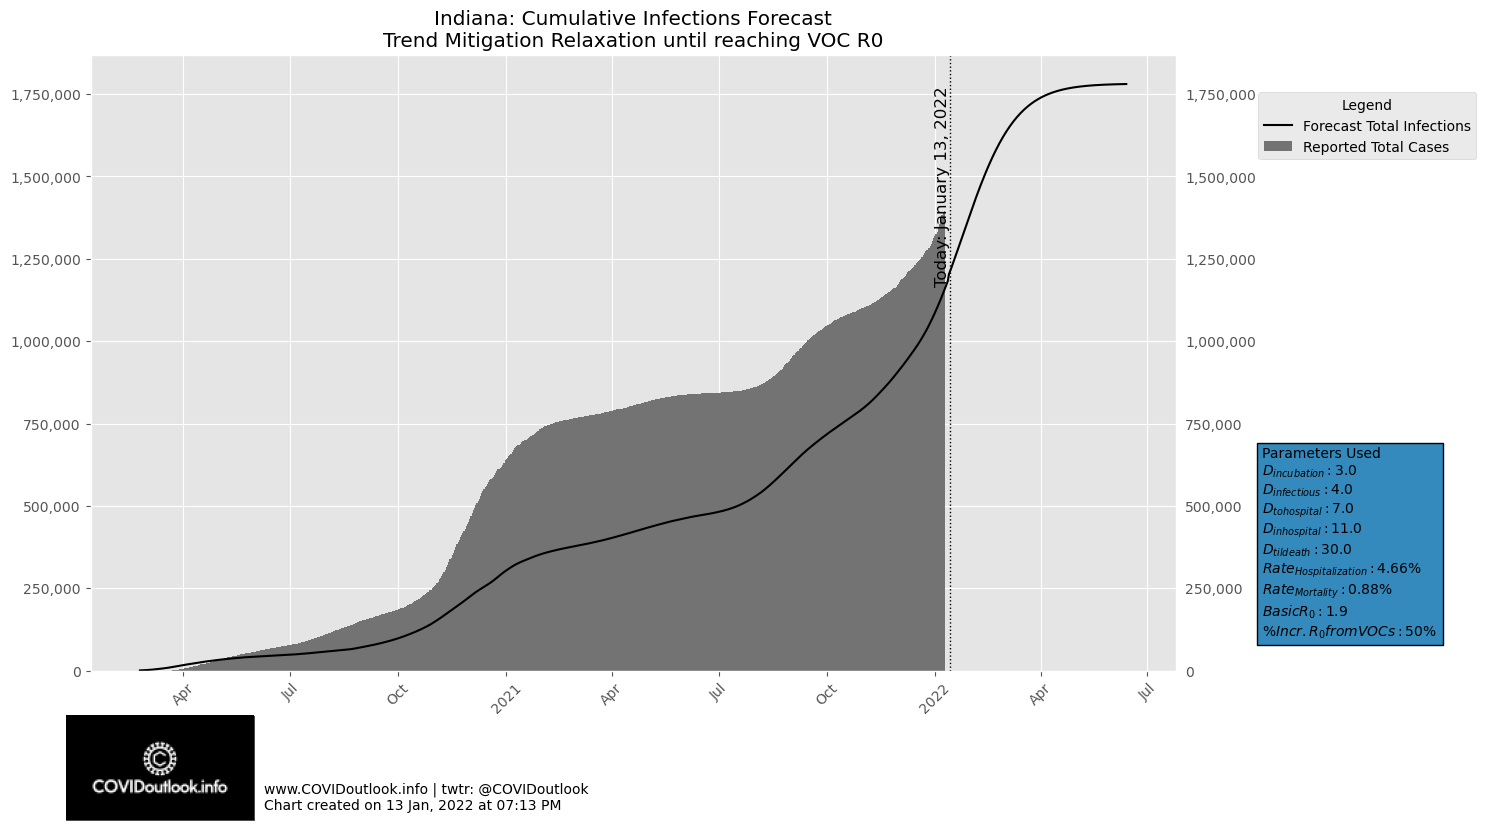 Indiana: Cumulative Infections Forecast
Trend Mitigation Relaxation until reaching VOC R0
1,750,000
1,500,000
1,250,000
1,000,000
750,000
500,000
250,000
0
1,750,000
1,500,000
1,250,000
1,000,000
750,000
500,000
250,000
0
Apr
Jul
Oct
2021
Apr
Jul
Oct
2022
Apr
Jul
Today: January 13, 2022
Legend
Forecast Total Infections
Reported Total Cases
Parameters Used
D_incubation : 3.0
D_infectious : 4.0
D_tohospital : 7.0
D_inhospital : 11.0
D_tildeath : 30.0
Rate_Hospitalization : 4.66%
Rate_Mortality : 0.88%
BasicR_0 : 1.9
%Incr.R_0fromVOCs : 50%
COVIDoutlook.info
www.COVIDoutlook.info | twtr: @COVIDoutlook
Chart created on 13 Jan, 2022 at 07:13 PM